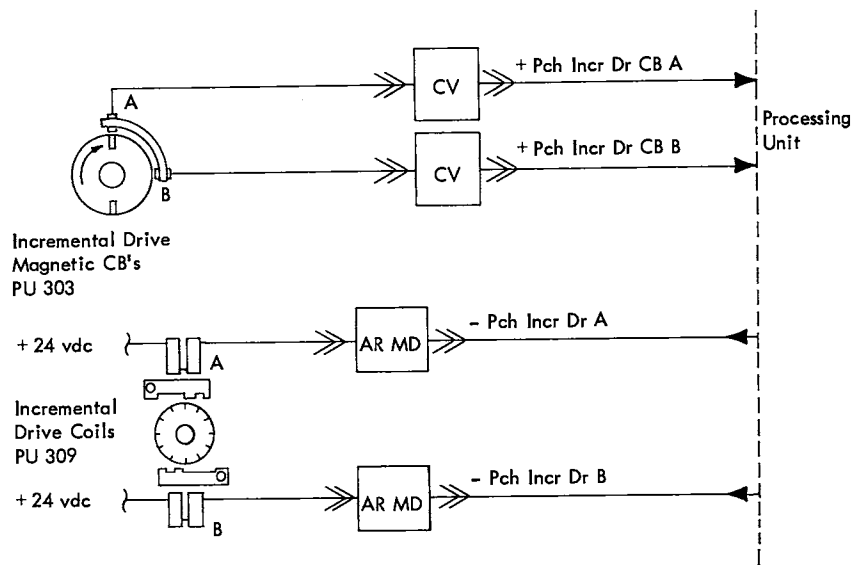 A
CV
+ Pch Incr Dr CB A
B
CV
+ Pch Incr Dr CB B
Processing
Unit
Incremental Drive
Magnetic CB's
PU 303
+ 24 vdc
A
AR MD
- Pch Incr Dr A
Incremental
Drive Coils
PU 309
+ 24 vdc
B
AR MD
- Pch Incr Dr B